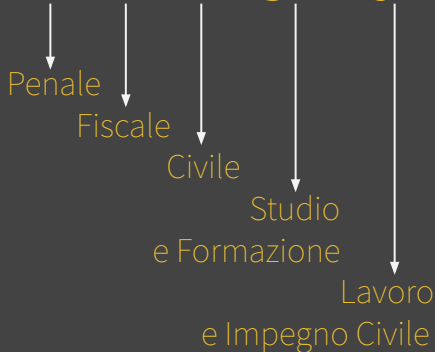 Penale
Fiscale
Civile
Studio
e Formazione
Lavoro
e Impegno Civile